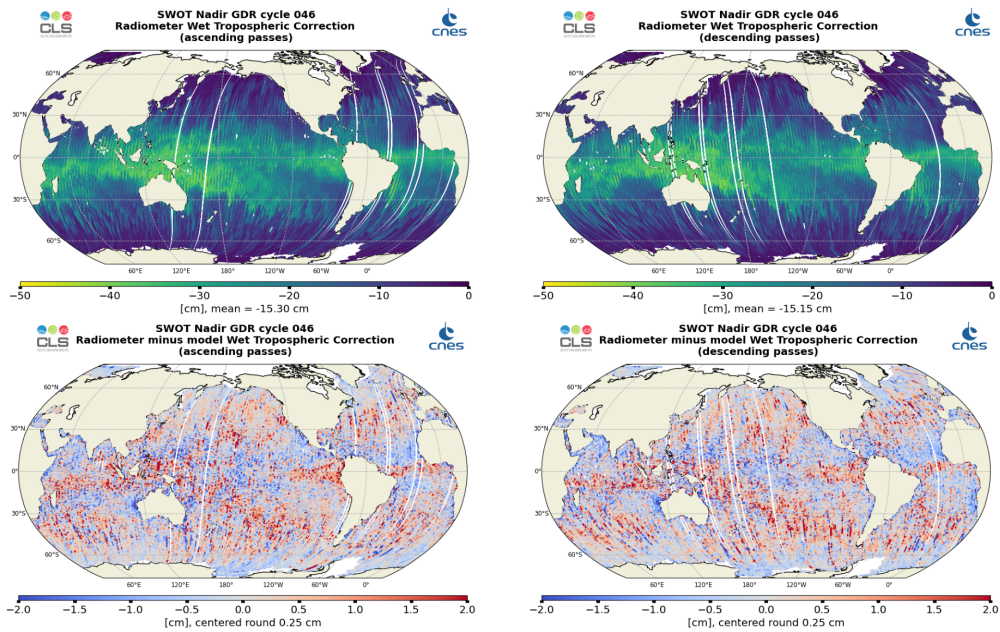 SWOT Nadir GDR cycle 046
Radiometer Wet Tropospheric Correction
(ascending passes)
CLS
cnes
60°N
30°N
0°
30°S
60°S
60°E 120°E 180° 120°W 60°W 0°
−50 −40 −30 −20 −10 0
[cm], mean = -15.30 cm
SWOT Nadir GDR cycle 046
Radiometer Wet Tropospheric Correction
(descending passes)
CLS
cnes
60°N
30°N
0°
30°S
60°S
60°E 120°E 180° 120°W 60°W 0°
−50 −40 −30 −20 −10 0
[cm], mean = -15.15 cm
SWOT Nadir GDR cycle 046
Radiometer minus model Wet Tropospheric Correction
(ascending passes)
CLS
cnes
60°N
30°N
0°
30°S
60°S
60°E 120°E 180° 120°W 60°W 0°
−2.0 −1.5 −1.0 −0.5 0.0 0.5 1.0 1.5 2.0
[cm], centered round 0.25 cm
SWOT Nadir GDR cycle 046
Radiometer minus model Wet Tropospheric Correction
(descending passes)
CLS
cnes
60°N
30°N
0°
30°S
60°S
60°E 120°E 180° 120°W 60°W 0°
−2.0 −1.5 −1.0 −0.5 0.0 0.5 1.0 1.5 2.0
[cm], centered round 0.25 cm